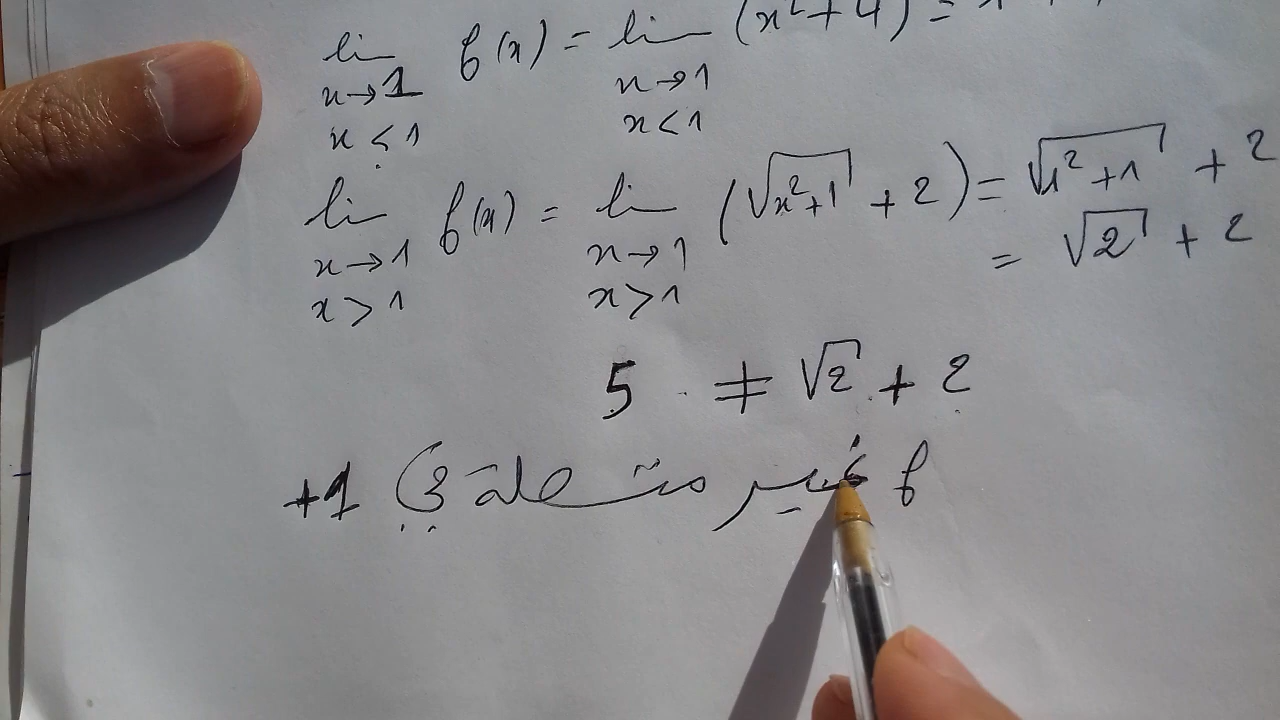 lim f(x) = lim (x²+4) =
x→1 x→1
x≤1 x<1
lim f(x) = lim (√x²+1 + 2) = √1²+1 + 2
x→1 x→1 = √2 + 2
x>1 x>1
5 ≠ √2 + 2
f غير متصلة في +1